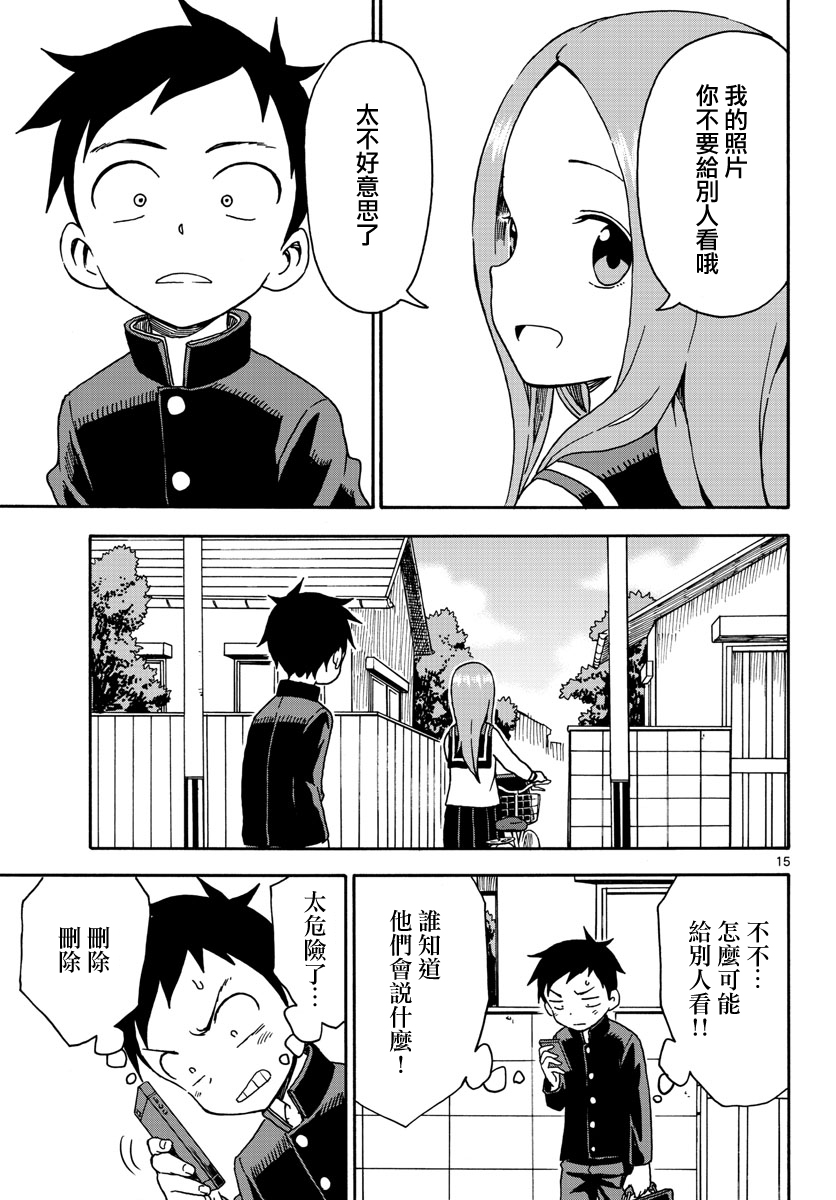 我的照片
你不要給別人看哦
太不好意思了
15
不不…
怎麼可能
給別人看!!
誰知道
他們會説什麼！
太危險了…
刪除
刪除